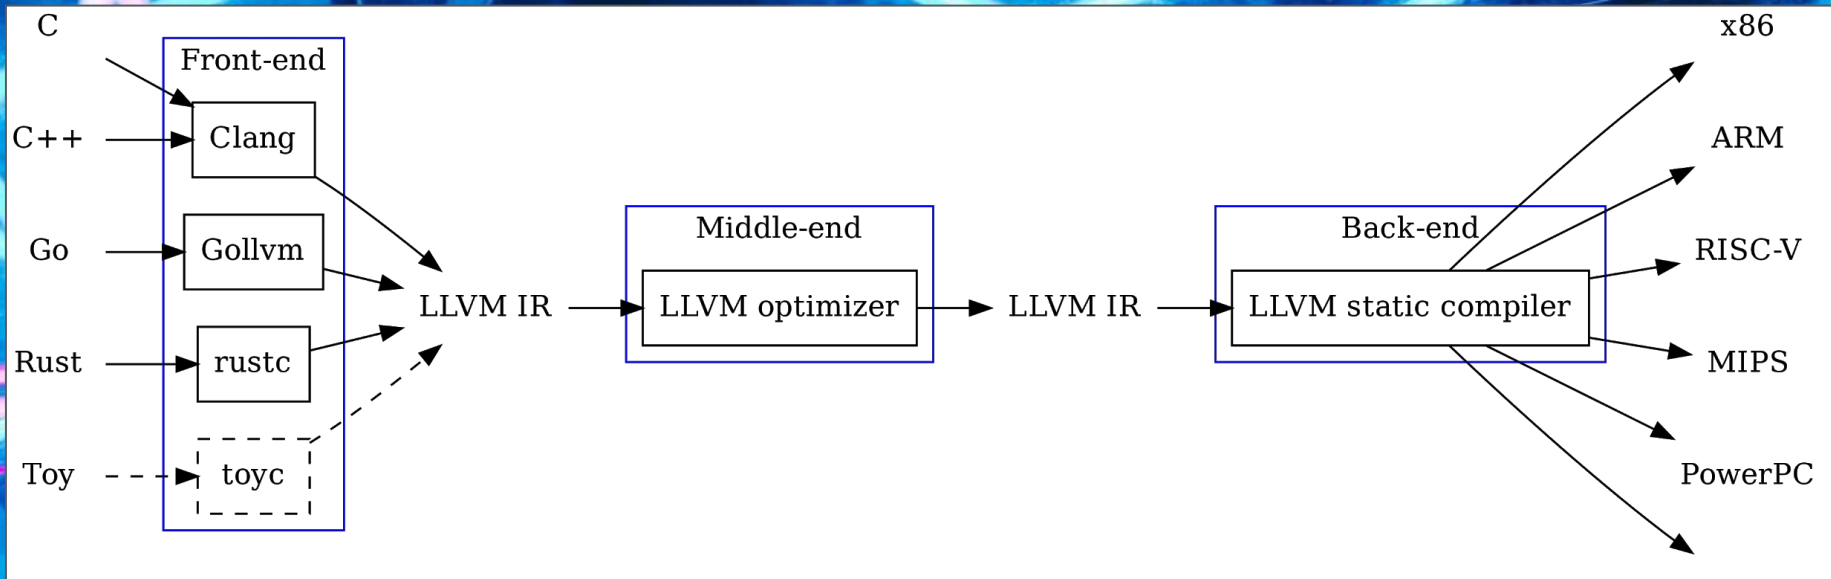 C
C++
Go
Rust
Toy
Front-end
Clang
Gollvm
rustc
toyc
LLVM IR
Middle-end
LLVM optimizer
LLVM IR
Back-end
LLVM static compiler
x86
ARM
RISC-V
MIPS
PowerPC